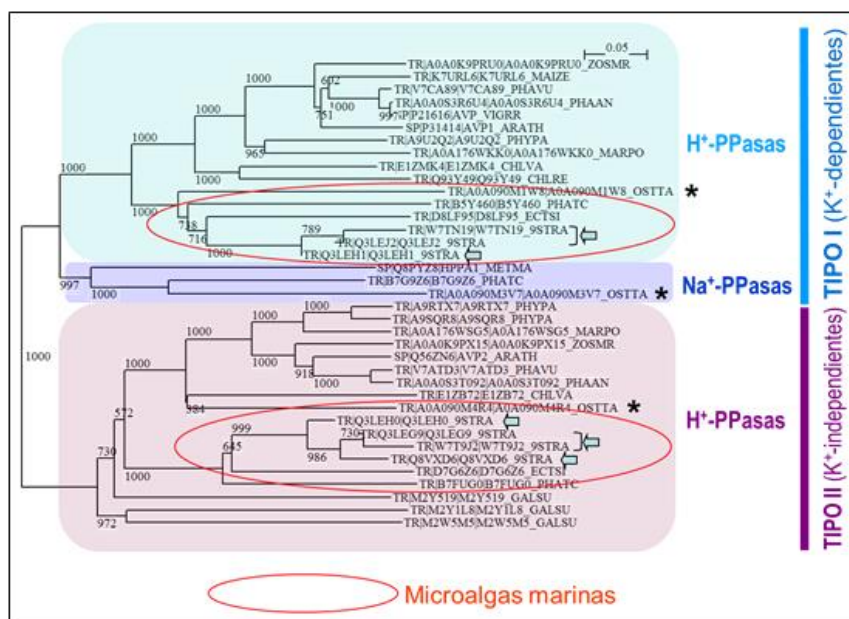 0.05
TR|A0A0K9PRU0|A0A0K9PRU0_ZOSMR
602
TR|K7URL6|K7URL6_MAIZE
1000
TR|V7CA89|V7CA89_PHAVU
1000
TR|A0A0S3R6U4|A0A0S3R6U4_PHAAN
751
997
SP|P21616|AVP_VIGRR
SP|P31414|AVP1_ARATH
1000
TR|A9U2Q2|A9U2Q2_PHYPA
965
TR|A0A176WKK0|A0A176WKK0_MARPO
1000
TR|E1ZMK4|E1ZMK4_CHLVA
1000
TR|Q93Y49|Q93Y49_CHLRE
1000
TR|A0A090M1W8|A0A090M1W8_OSTTA *
TR|B5Y460|B5Y460_PHATC
738
TR|D8LF95|D8LF95_ECTSI
716
789
TR|W7TN19|W7TN19_9STRA
1000
TR|Q3LEJ2|Q3LEJ2_9STRA
TR|Q3LEH1|Q3LEH1_9STRA
SP|Q8PYZ8|HPPA1_METMA
997
TR|B7G9Z6|B7G9Z6_PHATC
1000
TR|A0A090M3V7|A0A090M3V7_OSTTA *
TR|A9RTX7|A9RTX7_PHYPA
1000
TR|A9SQR8|A9SQR8_PHYPA
1000
TR|A0A176WSG5|A0A176WSG5_MARPO
1000
TR|A0A0K9PX15|A0A0K9PX15_ZOSMR
1000
SP|Q56ZN6|AVP2_ARATH
918
TR|V7ATD3|V7ATD3_PHAVU
1000
TR|A0A0S3T092|A0A0S3T092_PHAAN
1000
TR|E1ZB72|E1ZB72_CHLVA
384
TR|A0A090M4R4|A0A090M4R4_OSTTA *
572
TR|Q3LEH0|Q3LEH0_9STRA
999
730
TR|Q3LEG9|Q3LEG9_9STRA
645
TR|W7T9J2|W7T9J2_9STRA
986
730
TR|Q8VXD6|Q8VXD6_9STRA
1000
TR|D7G6Z6|D7G6Z6_ECTSI
TR|B7FUG0|B7FUG0_PHATC
TR|M2Y519|M2Y519_GALSU
TR|M2Y1L8|M2Y1L8_GALSU
972
TR|M2W5M5|M2W5M5_GALSU
H⁺-PPasas
Na⁺-PPasas
H⁺-PPasas
TIPO I (K⁺-dependientes)
TIPO II (K⁺-independientes)
Microalgas marinas